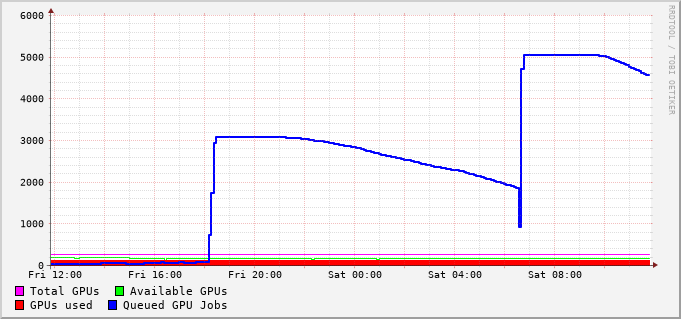 6000
5000
4000
3000
2000
1000
0
Fri 12:00 Fri 16:00 Fri 20:00 Sat 00:00 Sat 04:00 Sat 08:00
Total GPUs Available GPUs
GPUs used Queued GPU Jobs
RRDTOOL / TOBI OETIKER